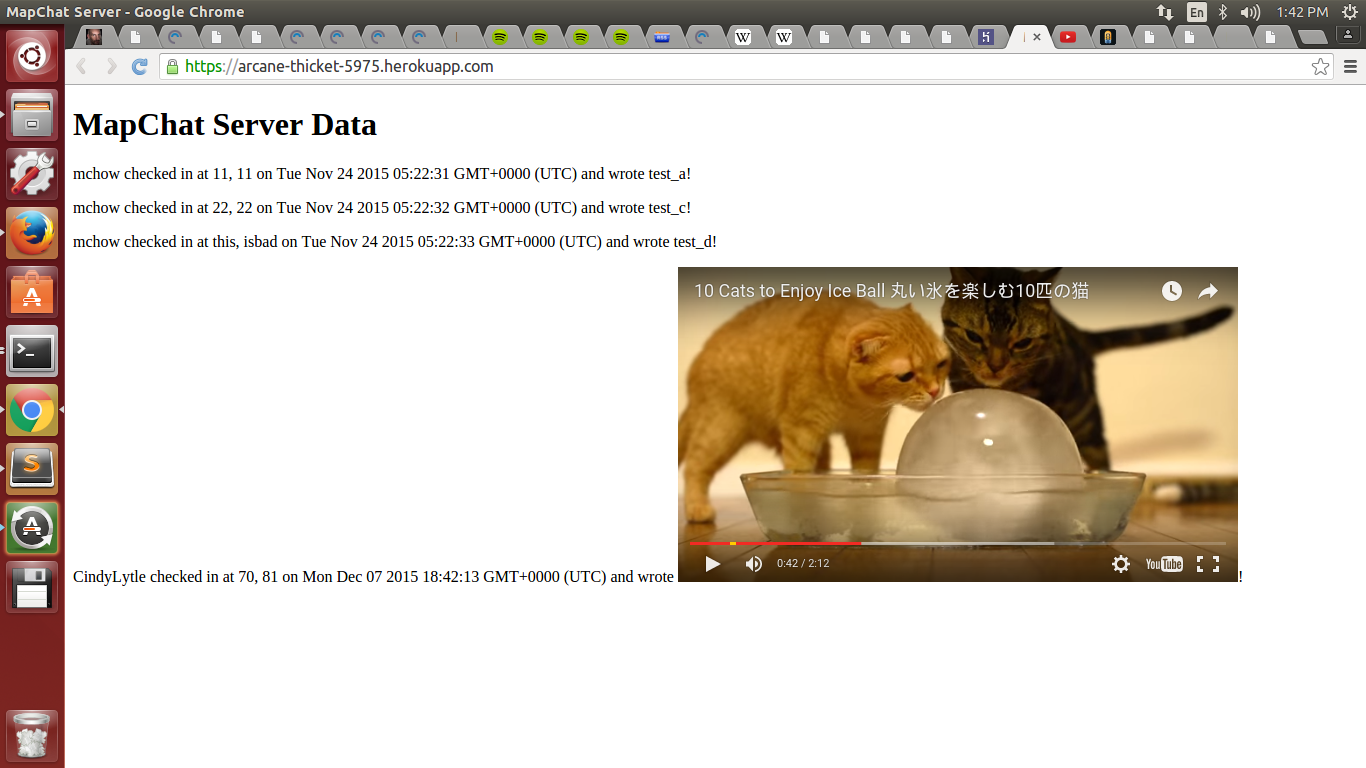 MapChat Server - Google Chrome
En
1:42 PM
https://arcane-thicket-5975.herokuapp.com
MapChat Server Data
mchow checked in at 11, 11 on Tue Nov 24 2015 05:22:31 GMT+0000 (UTC) and wrote test_a!
mchow checked in at 22, 22 on Tue Nov 24 2015 05:22:32 GMT+0000 (UTC) and wrote test_c!
mchow checked in at this, isbad on Tue Nov 24 2015 05:22:33 GMT+0000 (UTC) and wrote test_d!
10 Cats to Enjoy Ice Ball 丸い氷を楽しむ10匹の猫
0:42 / 2:12
YouTube
CindyLytle checked in at 70, 81 on Mon Dec 07 2015 18:42:13 GMT+0000 (UTC) and wrote !